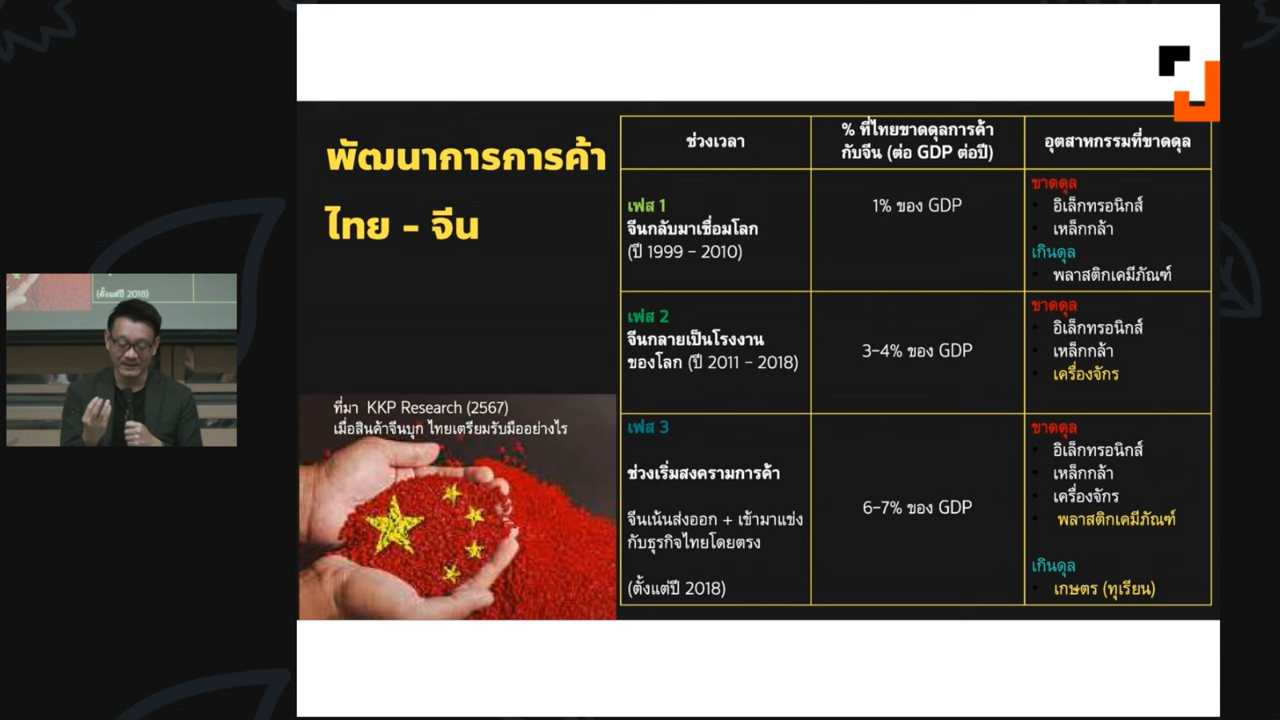 พัฒนาการการค้า
ไทย - จีน
ที่มา KKP Research (2567)
เมื่อสินค้าจีนบุก ไทยเตรียมรับมืออย่างไร
ช่วงเวลา
% ที่ไทยขาดดุลการค้า
กับจีน (ต่อ GDP ต่อปี)
อุตสาหกรรมที่ขาดดุล
เฟส 1
จีนกลับมาเชื่อมโลก
(ปี 1999 – 2010)
1% ของ GDP
ขาดดุล
อิเล็กทรอนิกส์
เหล็กกล้า
เกินดุล
พลาสติกเคมีภัณฑ์
เฟส 2
จีนกลายเป็นโรงงาน
ของโลก (ปี 2011 – 2018)
3-4% ของ GDP
ขาดดุล
อิเล็กทรอนิกส์
เหล็กกล้า
เครื่องจักร
เฟส 3
ช่วงเริ่มสงครามการค้า
จีนเน้นส่งออก + เข้ามาแข่ง
กับธุรกิจไทยโดยตรง
(ตั้งแต่ปี 2018)
6-7% ของ GDP
ขาดดุล
อิเล็กทรอนิกส์
เหล็กกล้า
เครื่องจักร
พลาสติกเคมีภัณฑ์
เกินดุล
เกษตร (ทุเรียน)
(ตั้งแต่ปี 2018)